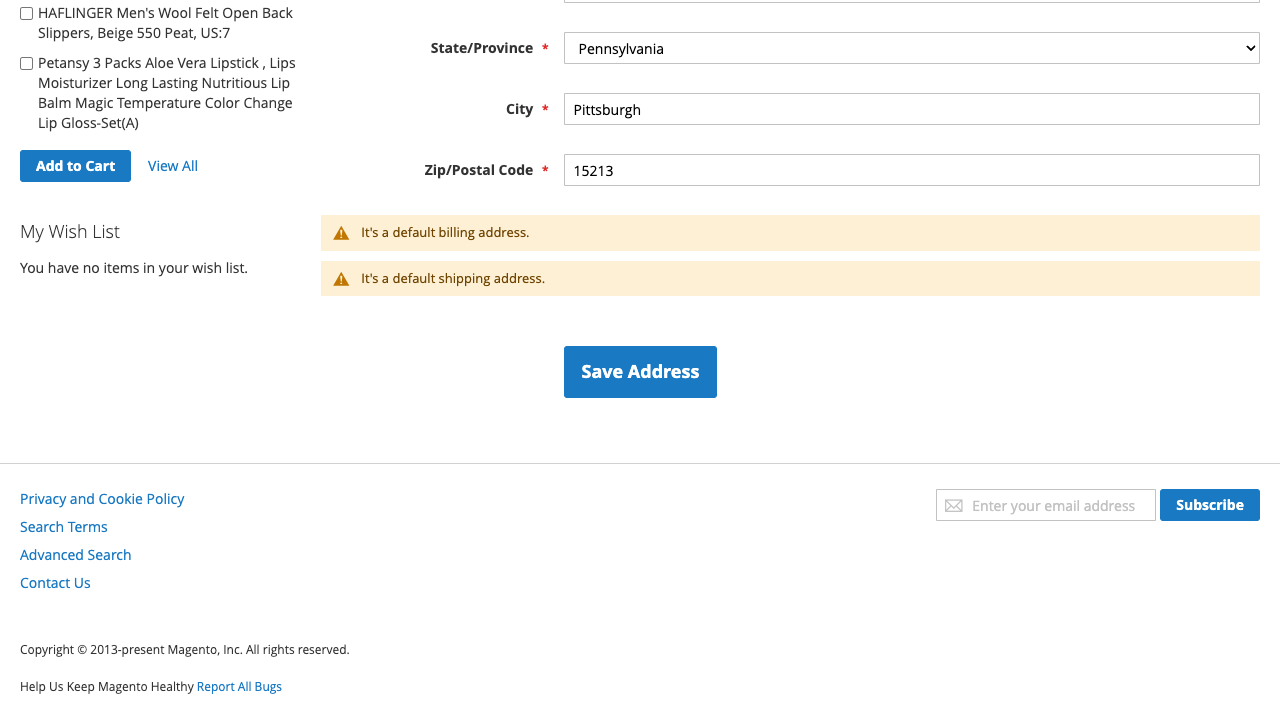 HAFLINGER Men's Wool Felt Open Back
Slippers, Beige 550 Peat, US:7
Petansy 3 Packs Aloe Vera Lipstick , Lips
Moisturizer Long Lasting Nutritious Lip
Balm Magic Temperature Color Change
Lip Gloss-Set(A)
Add to Cart View All
My Wish List
You have no items in your wish list.
State/Province * Pennsylvania
City * Pittsburgh
Zip/Postal Code * 15213
It's a default billing address.
It's a default shipping address.
Save Address
Privacy and Cookie Policy
Search Terms
Advanced Search
Contact Us
Enter your email address Subscribe
Copyright © 2013-present Magento, Inc. All rights reserved.
Help Us Keep Magento Healthy Report All Bugs